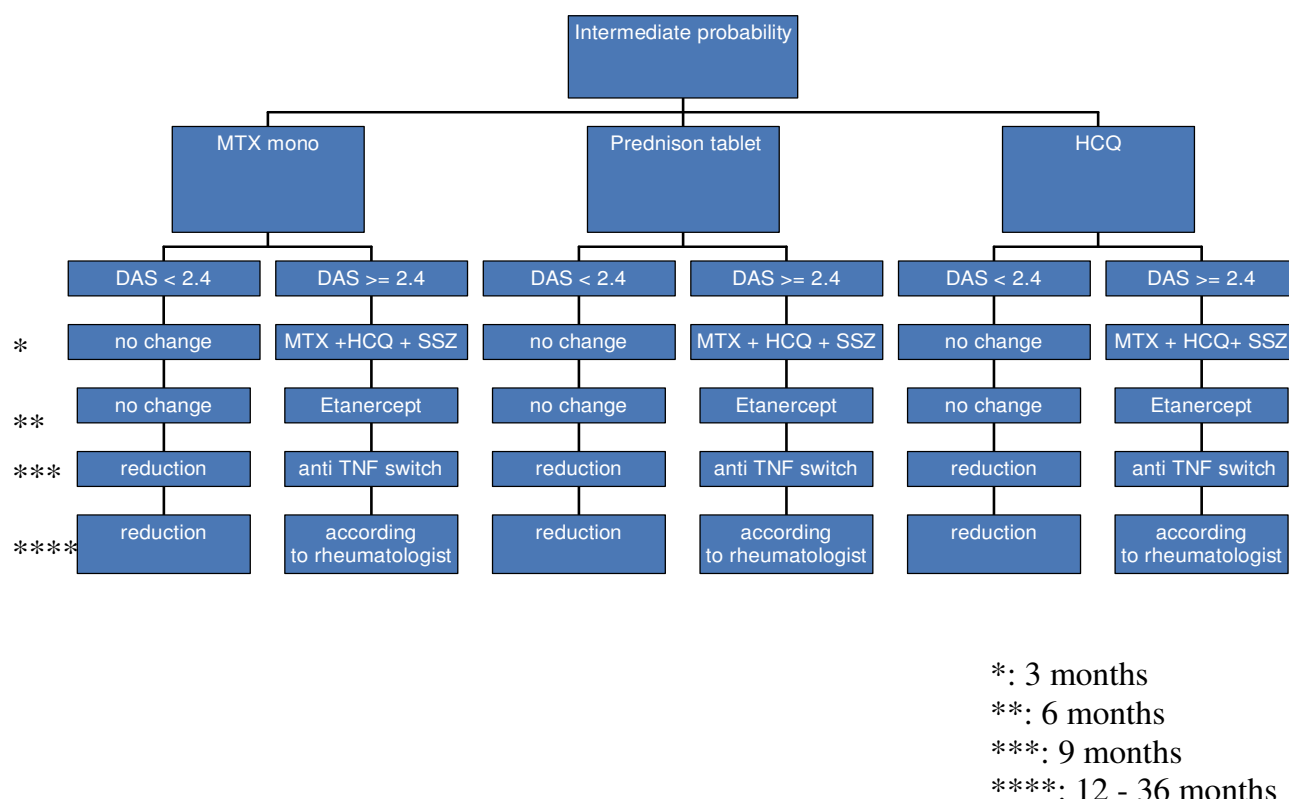 Intermediate probability
MTX mono
Prednison tablet
HCQ
DAS < 2.4
DAS >= 2.4
DAS < 2.4
DAS >= 2.4
DAS < 2.4
DAS >= 2.4
*
no change
MTX +HCQ + SSZ
no change
MTX + HCQ + SSZ
no change
MTX + HCQ+ SSZ
**
no change
Etanercept
no change
Etanercept
no change
Etanercept
***
reduction
anti TNF switch
reduction
anti TNF switch
reduction
anti TNF switch
****
reduction
according
to rheumatologist
reduction
according
to rheumatologist
reduction
according
to rheumatologist
*: 3 months
**: 6 months
***: 9 months
****: 12 - 36 months